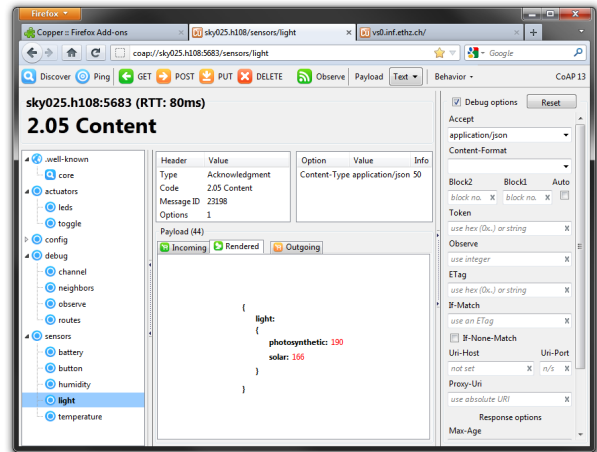 Firefox
Copper :: Firefox Add-ons × sky025.h108/sensors/light × vs0.inf.ethz.ch/ × +
coap://sky025.h108:5683/sensors/light Google
Discover Ping GET POST PUT DELETE Observe Payload Text Behavior CoAP 13
sky025.h108:5683 (RTT: 80ms)
2.05 Content
.well-known
core
actuators
leds
toggle
config
debug
channel
neighbors
observe
routes
sensors
battery
button
humidity
light
temperature
Header Value
Type Acknowledgment
Code 2.05 Content
Message ID 23198
Options 1
Option Value Info
Content-Type application/json 50
Payload (44)
Incoming Rendered Outgoing
{
light:
{
photosynthetic: 190
solar: 166
}
}
Debug options Reset
Accept
application/json
Content-Format
Block2 Block1 Auto
block no. x block no. x
Token
use hex (0x..) or string x
Observe
use integer x
ETag
use hex (0x..) or string x
If-Match
use an ETag x
If-None-Match
Uri-Host Uri-Port
not set x n/s x
Proxy-Uri
use absolute URI x
Response options
Max-Age